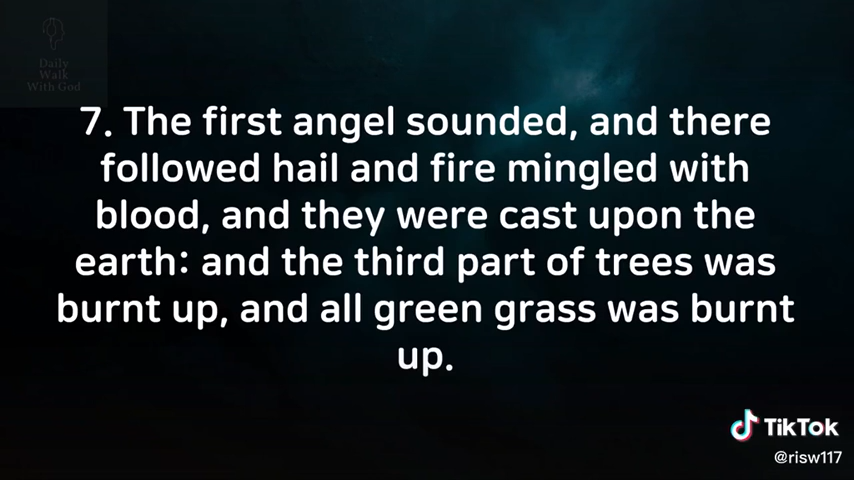 Daily
Walk
With God
7. The first angel sounded, and there
followed hail and fire mingled with
blood, and they were cast upon the
earth: and the third part of trees was
burnt up, and all green grass was burnt
up.
TikTok
@risw117